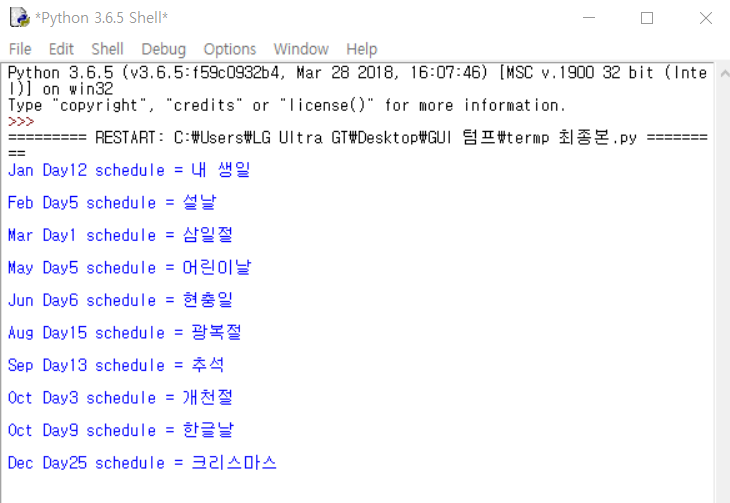 *Python 3.6.5 Shell*
File Edit Shell Debug Options Window Help
Python 3.6.5 (v3.6.5:f59c0932b4, Mar 28 2018, 16:07:46) [MSC v.1900 32 bit (Inte
l)] on win32
Type "copyright", "credits" or "license()" for more information.
>>>
========= RESTART: C:₩Users₩LG Ultra GT₩Desktop₩GUI 텀프₩termp 최종본.py =======
==
Jan Day12 schedule = 내 생일
Feb Day5 schedule = 설날
Mar Day1 schedule = 삼일절
May Day5 schedule = 어린이날
Jun Day6 schedule = 현충일
Aug Day15 schedule = 광복절
Sep Day13 schedule = 추석
Oct Day3 schedule = 개천절
Oct Day9 schedule = 한글날
Dec Day25 schedule = 크리스마스